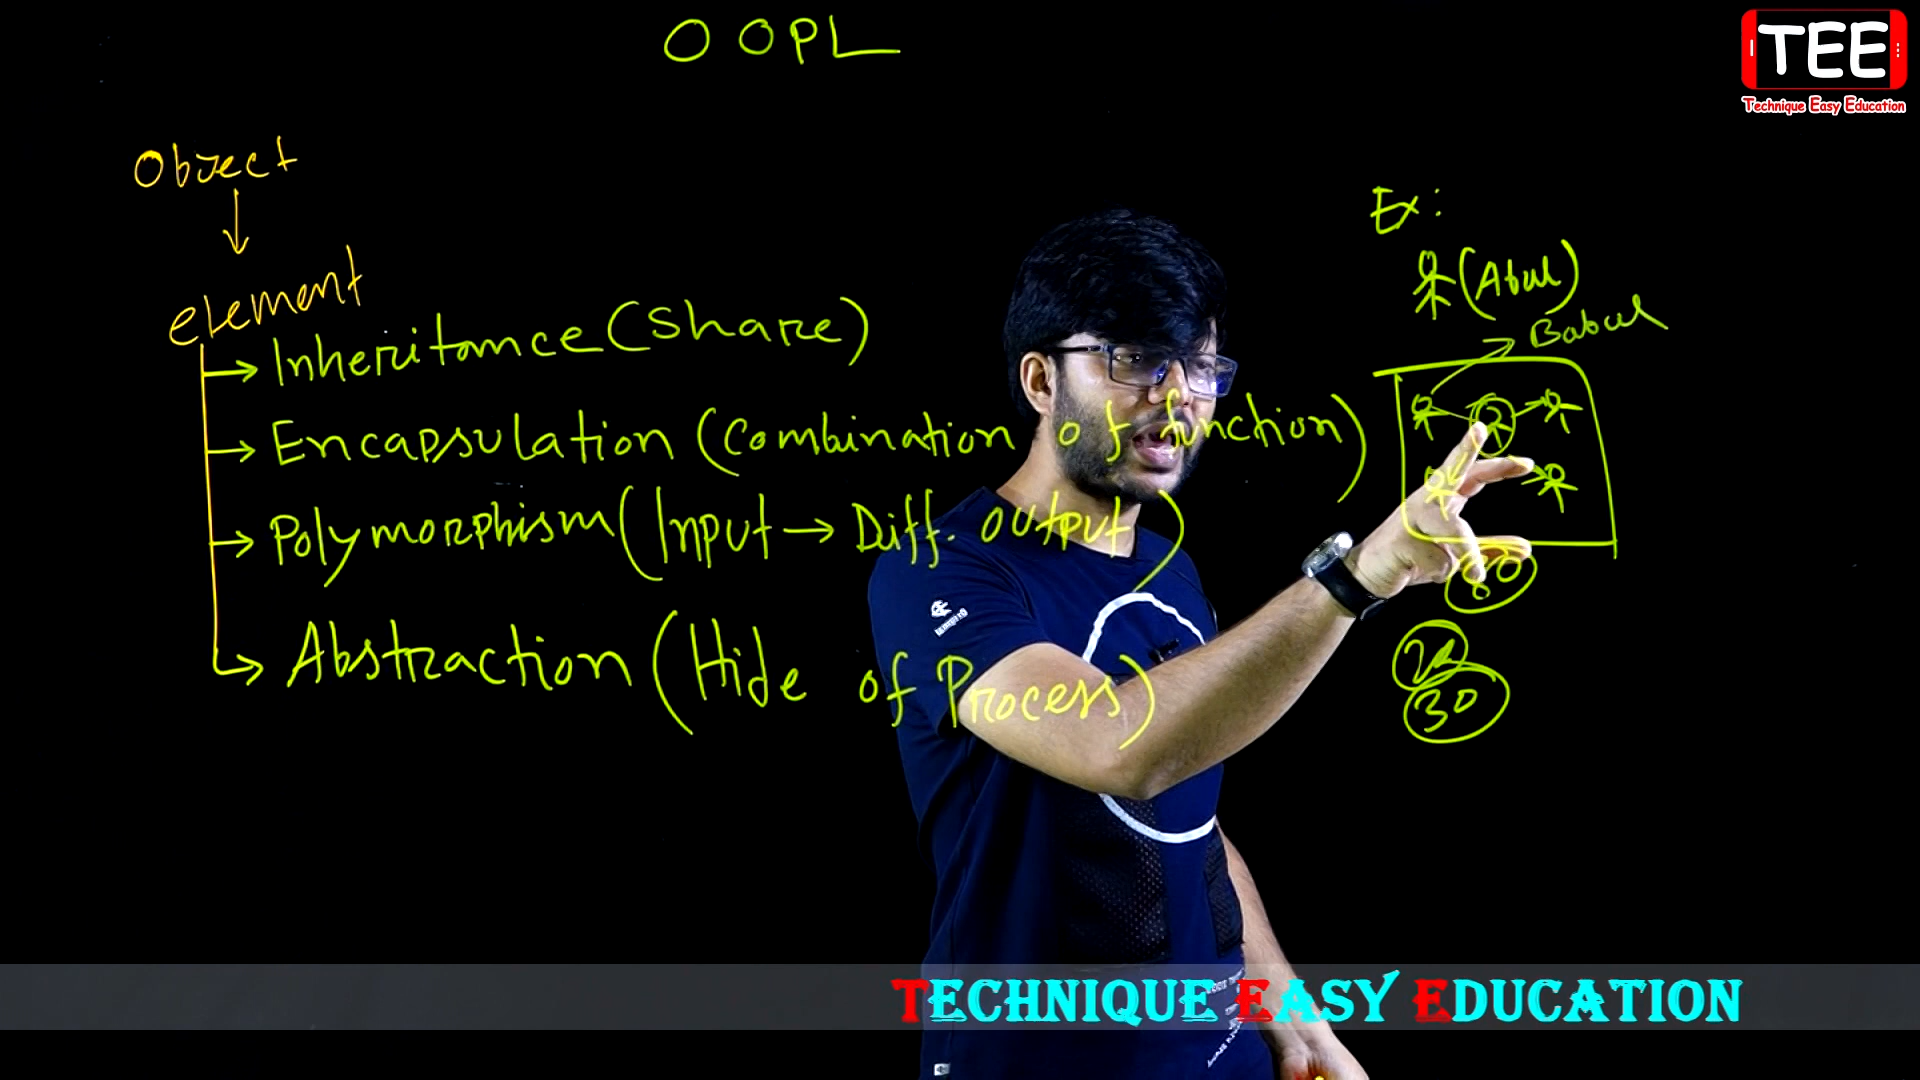 OOPL
TEE
Technique Easy Education
Object
element
Inheritance (Share)
Encapsulation (Combination of function)
Polymorphism (Input → Diff. output)
Abstraction (Hide of Process)
Ex:
(Abul)
Babul
80
30
TECHNIQUE EASY EDUCATION